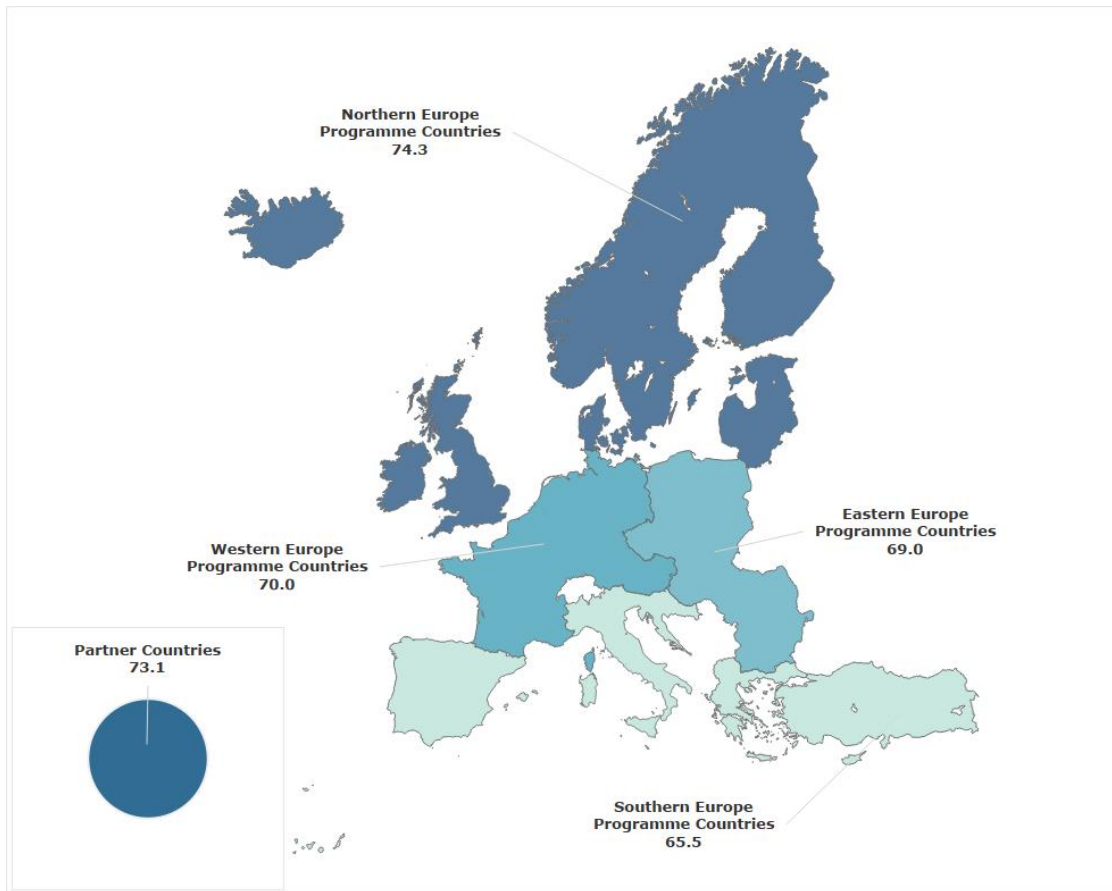 Northern Europe
Programme Countries
74.3
Eastern Europe
Programme Countries
69.0
Western Europe
Programme Countries
70.0
Partner Countries
73.1
Southern Europe
Programme Countries
65.5